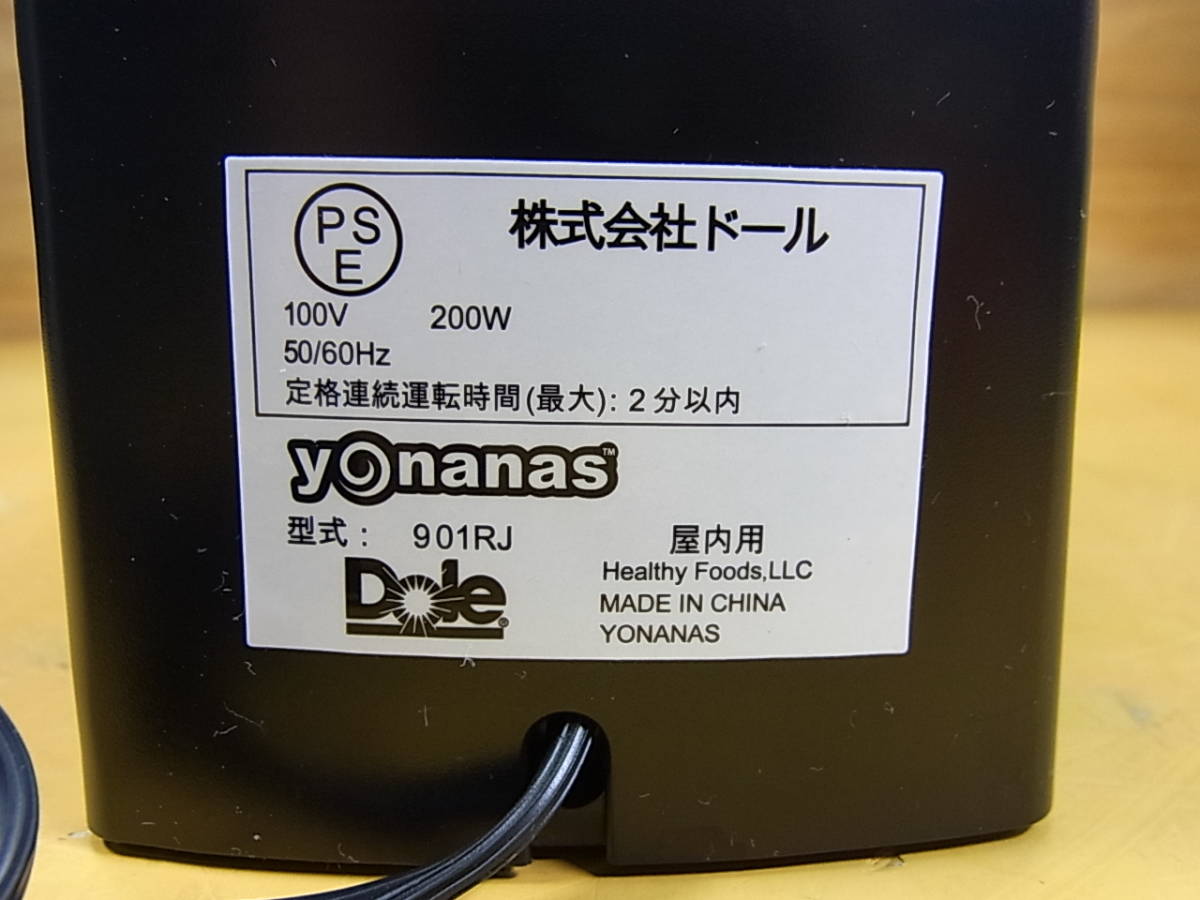 PS
E
株式会社ドール
100V 200W
50/60Hz
定格連続運転時間(最大): 2分以内
yonanas™
型式: 901RJ 屋内用
Dole®
Healthy Foods,LLC
MADE IN CHINA
YONANAS